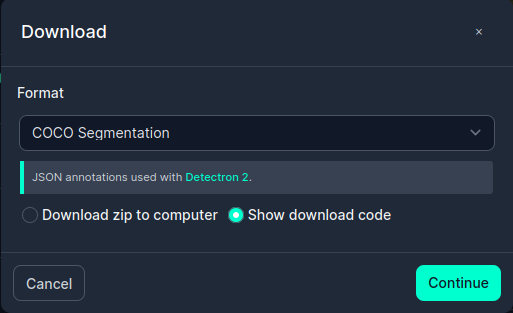 Download
×
Format
COCO Segmentation
JSON annotations used with Detectron 2.
Download zip to computer Show download code
Cancel Continue